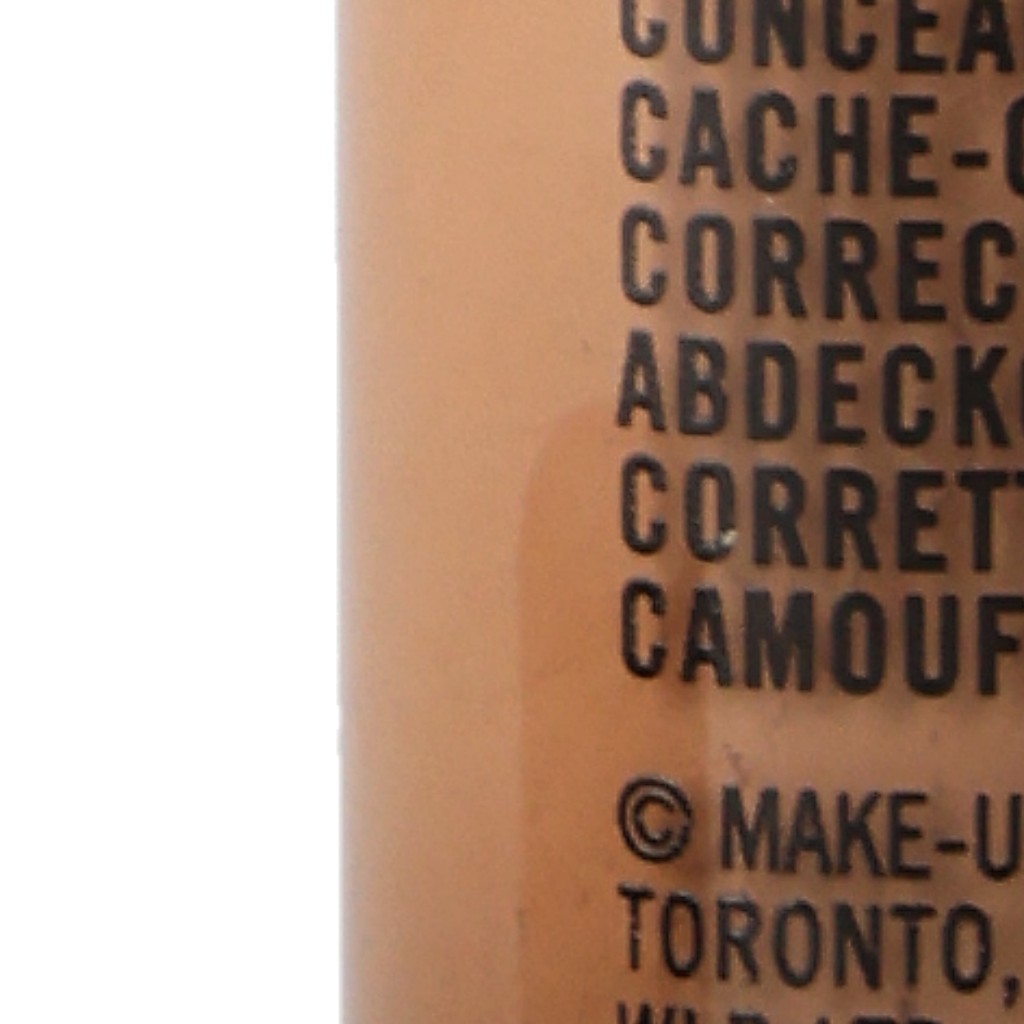 CONCEA
CACHE-C
CORREC
ABDECK
CORRETT
CAMOUF
© MAKE-U
TORONTO,